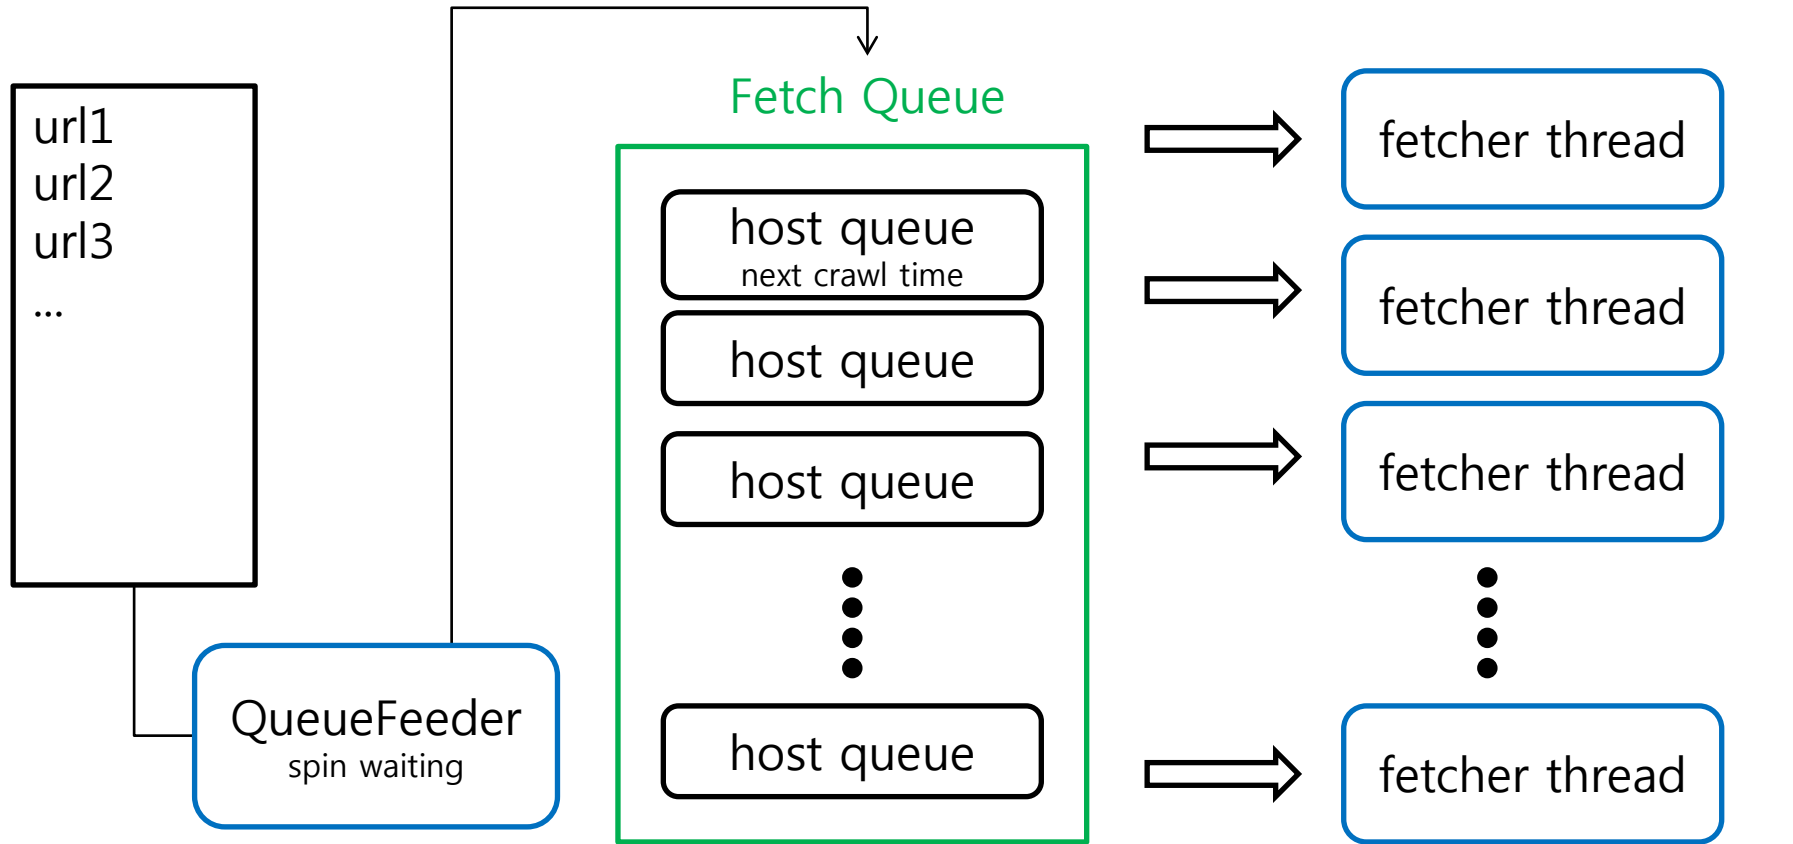 url1
url2
url3
...
QueueFeeder
spin waiting
Fetch Queue
host queue
next crawl time
host queue
host queue
host queue
fetcher thread
fetcher thread
fetcher thread
fetcher thread